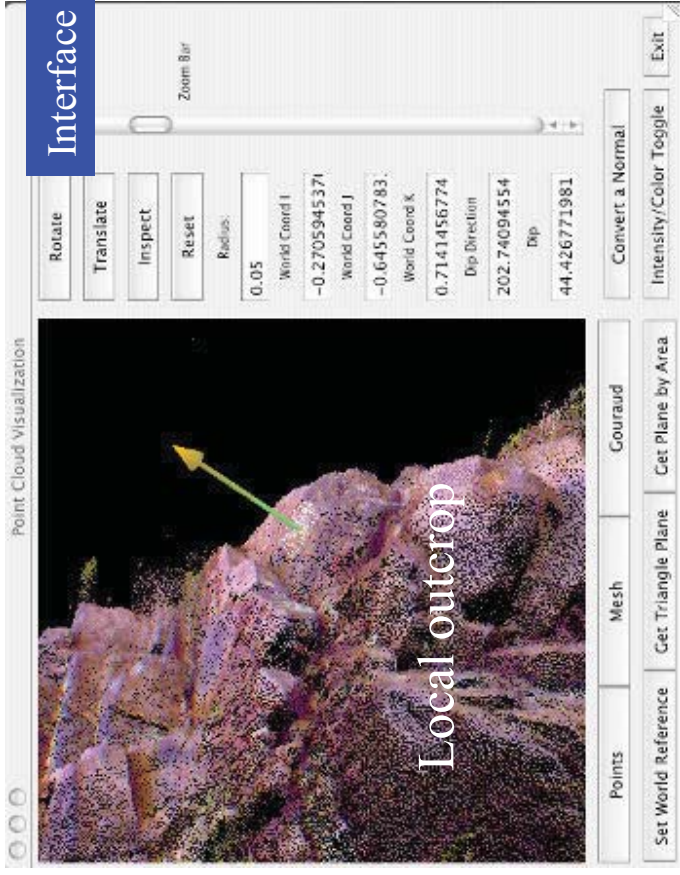 Point Cloud Visualization
Interface
Rotate
Translate
Inspect
Reset
Zoom Bar
Radius:
0.05
World Coord I
-0.270594537
World Coord J
-0.645580783.
World Coord K
0.7141456774
Dip Direction
202.74094554
Dip
44.426771981
Local outcrop
Points
Mesh
Gouraud
Convert a Normal
Set World Reference
Get Triangle Plane
Get Plane by Area
Intensity/Color Toggle
Exit